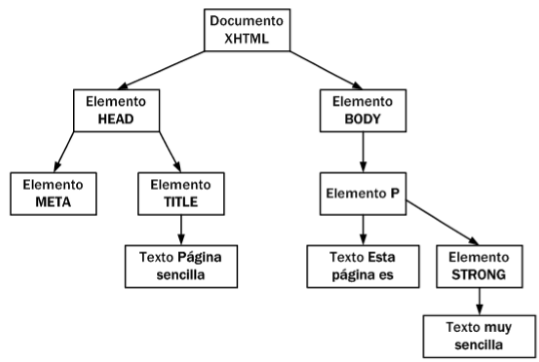 Documento
XHTML
Elemento
HEAD
Elemento
BODY
Elemento
META
Elemento
TITLE
Elemento P
Texto Página
sencilla
Texto Esta
página es
Elemento
STRONG
Texto muy
sencilla